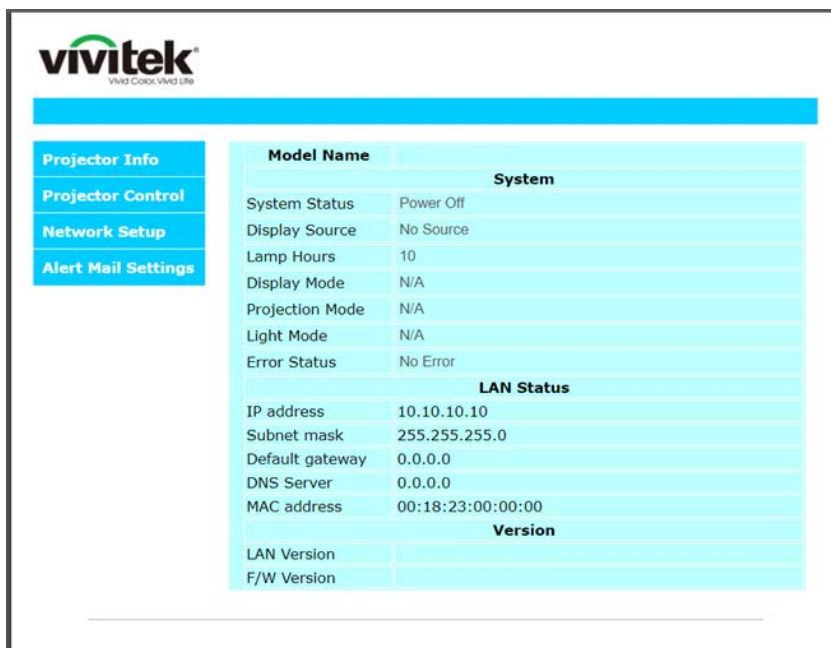 vivitek®
Vivid Color, Vivid Life
Projector Info
Projector Control
Network Setup
Alert Mail Settings
Model Name
System
System Status Power Off
Display Source No Source
Lamp Hours 10
Display Mode N/A
Projection Mode N/A
Light Mode N/A
Error Status No Error
LAN Status
IP address 10.10.10.10
Subnet mask 255.255.255.0
Default gateway 0.0.0.0
DNS Server 0.0.0.0
MAC address 00:18:23:00:00:00
Version
LAN Version
F/W Version